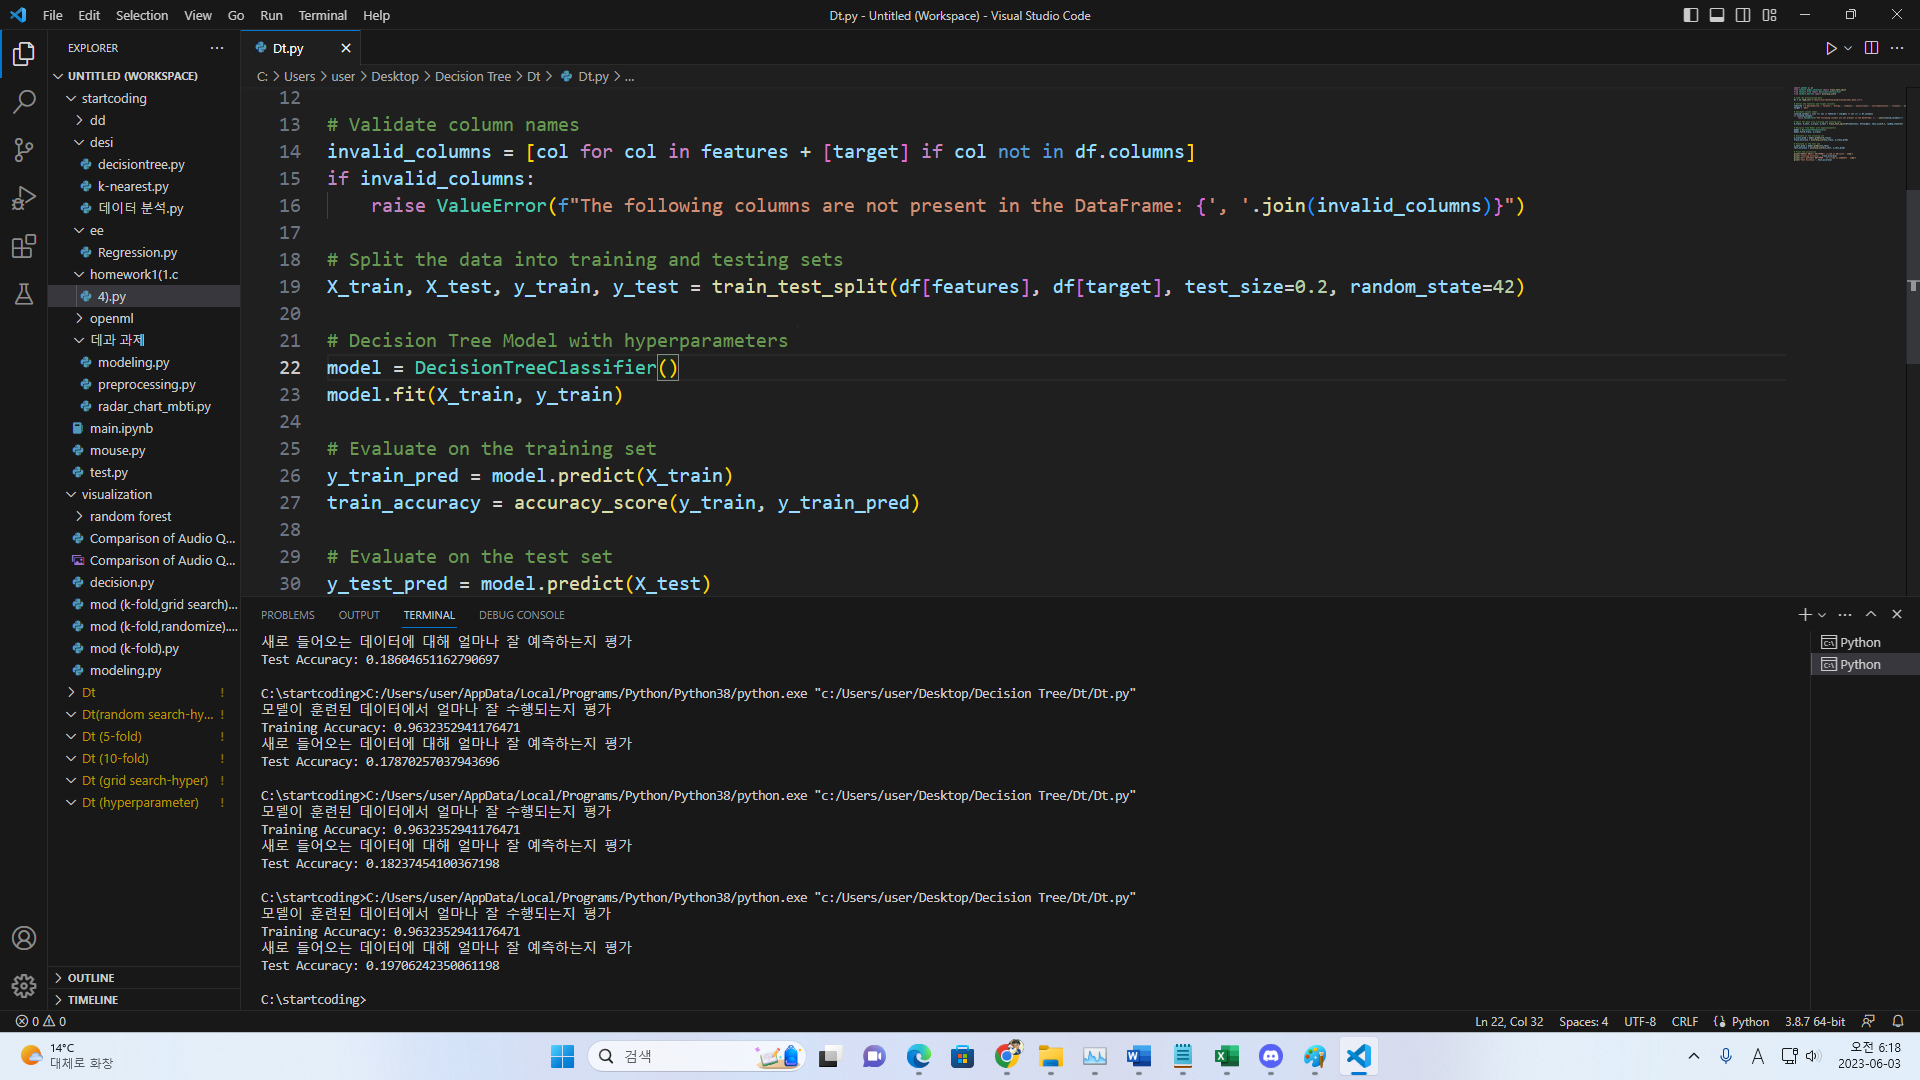 File Edit Selection View Go Run Terminal Help
Dt.py - Untitled (Workspace) - Visual Studio Code
EXPLORER
UNTITLED (WORKSPACE)
startcoding
dd
desi
decisiontree.py
k-nearest.py
데이터 분석.py
ee
Regression.py
homework1(1.c
4).py
openml
데과 과제
modeling.py
preprocessing.py
radar_chart_mbti.py
main.ipynb
mouse.py
test.py
visualization
random forest
Comparison of Audio Q...
Comparison of Audio Q...
decision.py
mod (k-fold,grid search)...
mod (k-fold,randomize)....
mod (k-fold).py
modeling.py
Dt !
Dt(random search-hy... !
Dt (5-fold) !
Dt (10-fold) !
Dt (grid search-hyper) !
Dt (hyperparameter) !
OUTLINE
TIMELINE
Dt.py
C: > Users > user > Desktop > Decision Tree > Dt > Dt.py > ...
12
13 # Validate column names
14 invalid_columns = [col for col in features + [target] if col not in df.columns]
15 if invalid_columns:
16     raise ValueError(f"The following columns are not present in the DataFrame: {', '.join(invalid_columns)}")
17
18 # Split the data into training and testing sets
19 X_train, X_test, y_train, y_test = train_test_split(df[features], df[target], test_size=0.2, random_state=42)
20
21 # Decision Tree Model with hyperparameters
22 model = DecisionTreeClassifier()
23 model.fit(X_train, y_train)
24
25 # Evaluate on the training set
26 y_train_pred = model.predict(X_train)
27 train_accuracy = accuracy_score(y_train, y_train_pred)
28
29 # Evaluate on the test set
30 y_test_pred = model.predict(X_test)
PROBLEMS OUTPUT TERMINAL DEBUG CONSOLE
새로 들어오는 데이터에 대해 얼마나 잘 예측하는지 평가
Test Accuracy: 0.18604651162790697
C:\startcoding>C:/Users/user/AppData/Local/Programs/Python/Python38/python.exe "c:/Users/user/Desktop/Decision Tree/Dt/Dt.py"
모델이 훈련된 데이터에서 얼마나 잘 수행되는지 평가
Training Accuracy: 0.9632352941176471
새로 들어오는 데이터에 대해 얼마나 잘 예측하는지 평가
Test Accuracy: 0.17870257037943696
C:\startcoding>C:/Users/user/AppData/Local/Programs/Python/Python38/python.exe "c:/Users/user/Desktop/Decision Tree/Dt/Dt.py"
모델이 훈련된 데이터에서 얼마나 잘 수행되는지 평가
Training Accuracy: 0.9632352941176471
새로 들어오는 데이터에 대해 얼마나 잘 예측하는지 평가
Test Accuracy: 0.18237454100367198
C:\startcoding>C:/Users/user/AppData/Local/Programs/Python/Python38/python.exe "c:/Users/user/Desktop/Decision Tree/Dt/Dt.py"
모델이 훈련된 데이터에서 얼마나 잘 수행되는지 평가
Training Accuracy: 0.9632352941176471
새로 들어오는 데이터에 대해 얼마나 잘 예측하는지 평가
Test Accuracy: 0.19706242350061198
C:\startcoding>
Python
Python
0 0
Ln 22, Col 32 Spaces: 4 UTF-8 CRLF Python 3.8.7 64-bit
14°C
대체로 화창
검색
A
오전 6:18
2023-06-03